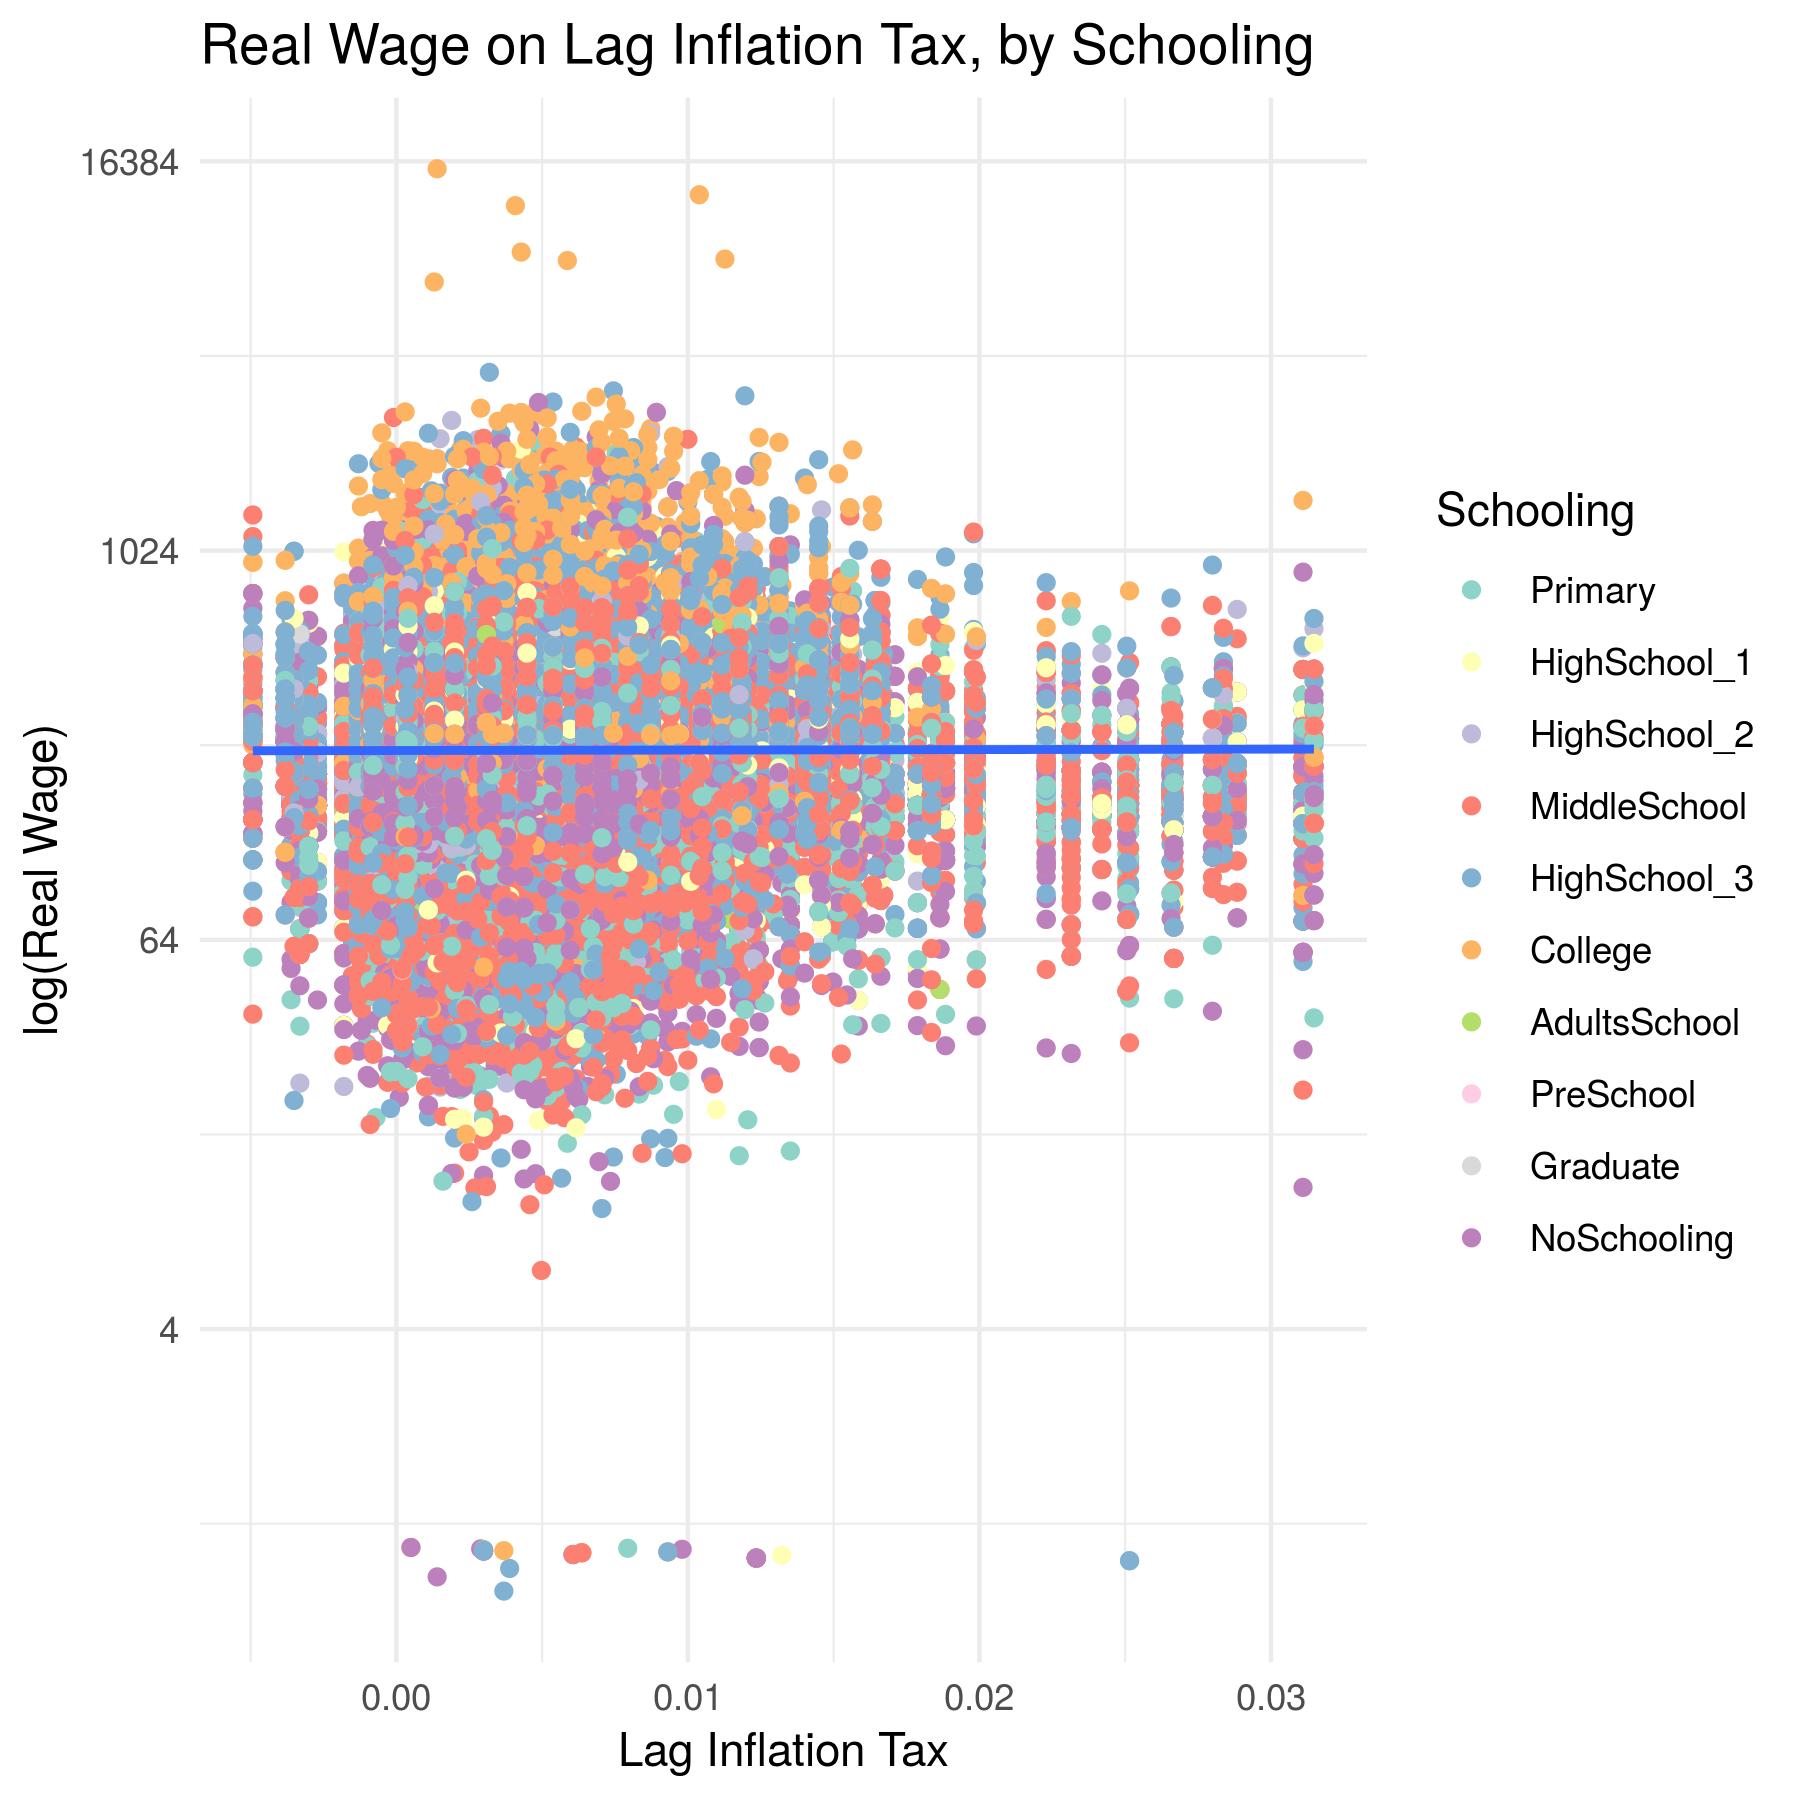 Real Wage on Lag Inflation Tax, by Schooling
16384
1024
64
4
log(Real Wage)
0.00
0.01
0.02
0.03
Lag Inflation Tax
Schooling
Primary
HighSchool_1
HighSchool_2
MiddleSchool
HighSchool_3
College
AdultsSchool
PreSchool
Graduate
NoSchooling